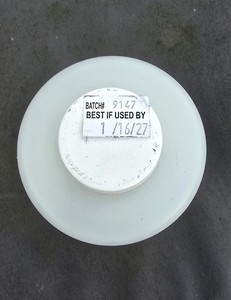 BATCH# 9147
BEST IF USED BY
1 /16/27